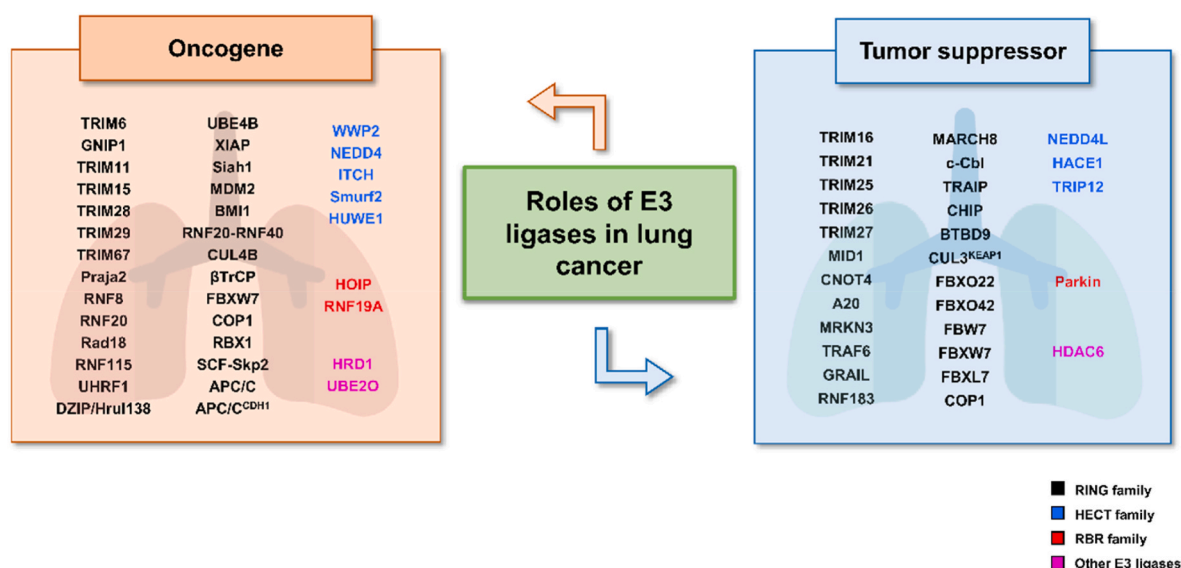 Oncogene
TRIM6
GNIP1
TRIM11
TRIM15
TRIM28
TRIM29
TRIM67
Praja2
RNF8
RNF20
Rad18
RNF115
UHRF1
DZIP/Hrul138
UBE4B
XIAP
Siah1
MDM2
BMI1
RNF20-RNF40
CUL4B
βTrCP
FBXW7
COP1
RBX1
SCF-Skp2
APC/C
APC/C^CDH1
WWP2
NEDD4
ITCH
Smurf2
HUWE1
HOIP
RNF19A
HRD1
UBE2O
Roles of E3
ligases in lung
cancer
Tumor suppressor
TRIM16
TRIM21
TRIM25
TRIM26
TRIM27
MID1
CNOT4
A20
MRKN3
TRAF6
GRAIL
RNF183
MARCH8
c-Cbl
TRAIP
CHIP
BTBD9
CUL3^KEAP1
FBXO22
FBXO42
FBW7
FBXW7
FBXL7
COP1
NEDD4L
HACE1
TRIP12
Parkin
HDAC6
RING family
HECT family
RBR family
Other E3 ligases